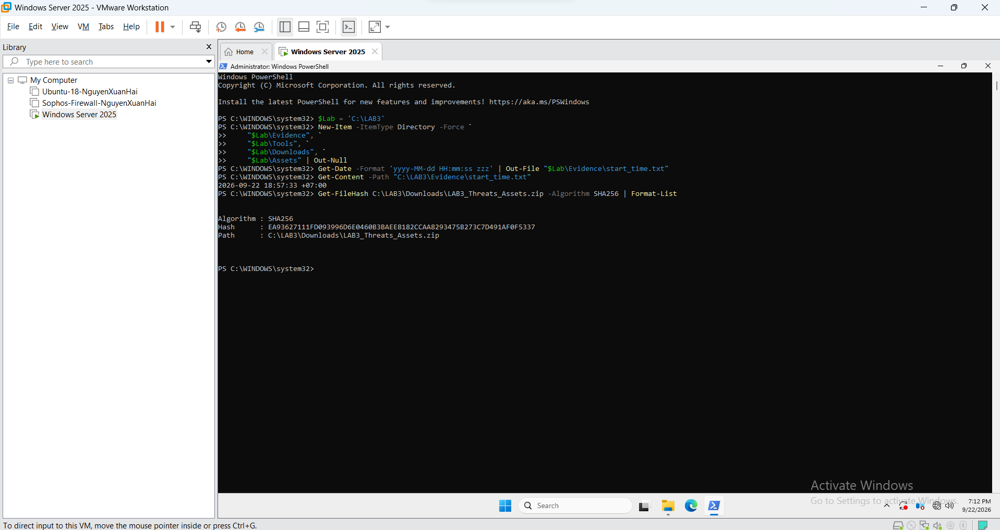 Windows Server 2025 - VMware Workstation
File Edit View VM Tabs Help
Library
Type here to search
My Computer
Ubuntu-18-NguyenXuanHai
Sophos-Firewall-NguyenXuanHai
Windows Server 2025
Home
Windows Server 2025
Administrator: Windows PowerShell
Windows PowerShell
Copyright (C) Microsoft Corporation. All rights reserved.
Install the latest PowerShell for new features and improvements! https://aka.ms/PSWindows
PS C:\WINDOWS\system32> $Lab = 'C:\LAB3'
PS C:\WINDOWS\system32> New-Item -ItemType Directory -Force `
>>     "$Lab\Evidence", `
>>     "$Lab\Tools", `
>>     "$Lab\Downloads", `
>>     "$Lab\Assets" | Out-Null
PS C:\WINDOWS\system32> Get-Date -Format 'yyyy-MM-dd HH:mm:ss zzz' | Out-File "$Lab\Evidence\start_time.txt"
PS C:\WINDOWS\system32> Get-Content -Path "C:\LAB3\Evidence\start_time.txt"
2026-09-22 18:57:33 +07:00
PS C:\WINDOWS\system32> Get-FileHash C:\LAB3\Downloads\LAB3_Threats_Assets.zip -Algorithm SHA256 | Format-List
Algorithm : SHA256
Hash      : EA93627111FD093996D6E0460B3BAEE8182CCAA8293475B273C7D491AF0F5337
Path      : C:\LAB3\Downloads\LAB3_Threats_Assets.zip
PS C:\WINDOWS\system32>
Activate Windows
Go to Settings to activate Windows.
Search
7:12 PM
9/22/2026
To direct input to this VM, move the mouse pointer inside or press Ctrl+G.